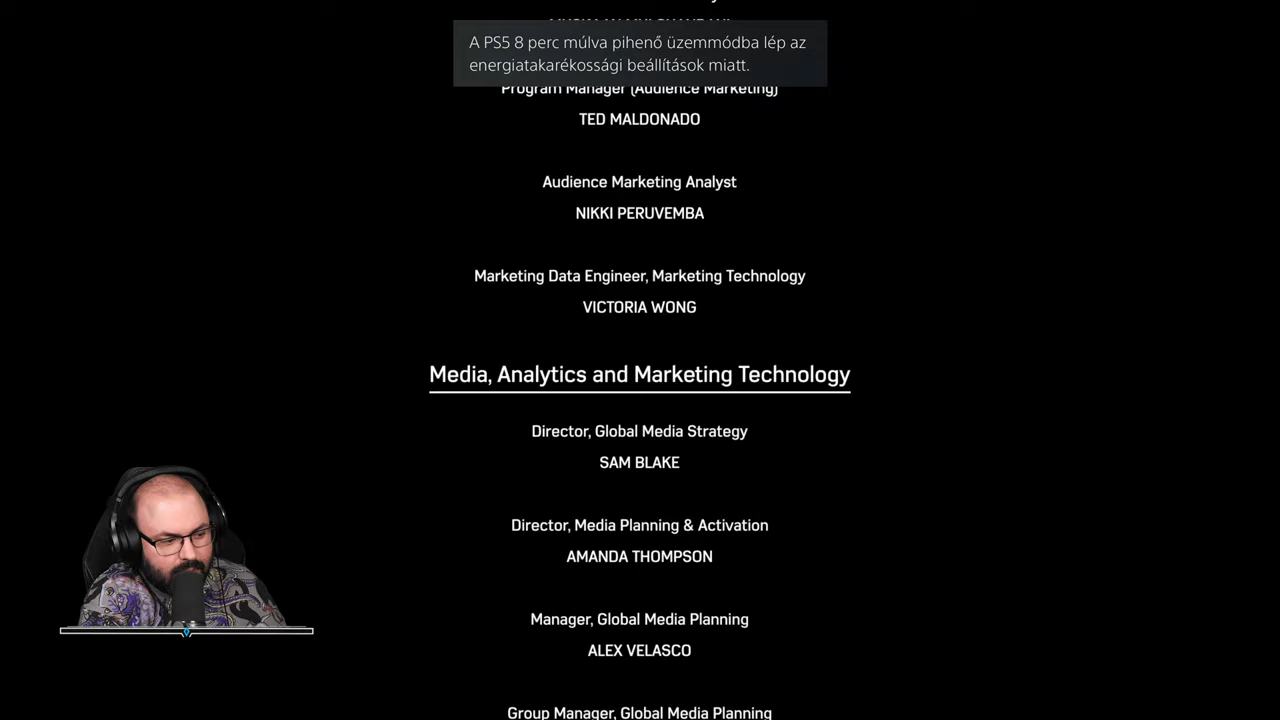 A PS5 8 perc múlva pihenő üzemmódba lép az
energiatakarékossági beállítások miatt.
Program Manager (Audience Marketing)
TED MALDONADO
Audience Marketing Analyst
NIKKI PERUVEMBA
Marketing Data Engineer, Marketing Technology
VICTORIA WONG
Media, Analytics and Marketing Technology
Director, Global Media Strategy
SAM BLAKE
Director, Media Planning & Activation
AMANDA THOMPSON
Manager, Global Media Planning
ALEX VELASCO
Group Manager, Global Media Planning